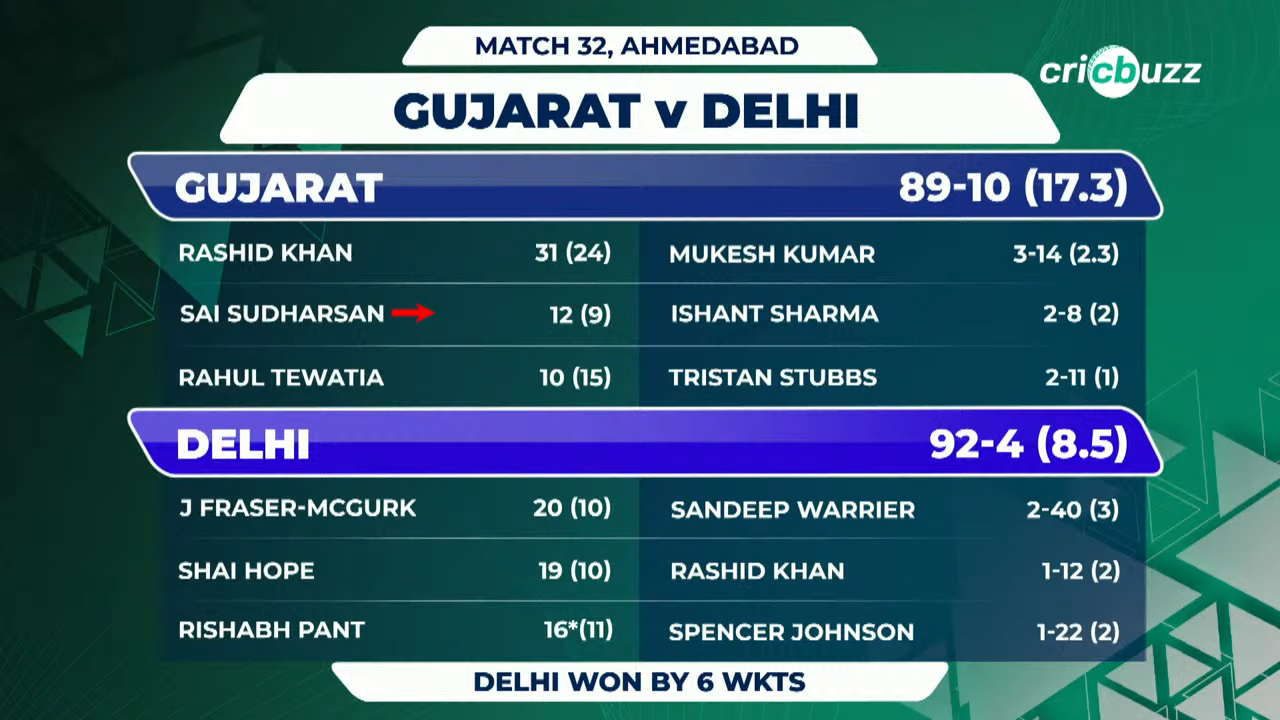 MATCH 32, AHMEDABAD
cricbuzz
GUJARAT v DELHI
GUJARAT 89-10 (17.3)
RASHID KHAN 31 (24) MUKESH KUMAR 3-14 (2.3)
SAI SUDHARSAN 12 (9) ISHANT SHARMA 2-8 (2)
RAHUL TEWATIA 10 (15) TRISTAN STUBBS 2-11 (1)
DELHI 92-4 (8.5)
J FRASER-MCGURK 20 (10) SANDEEP WARRIER 2-40 (3)
SHAI HOPE 19 (10) RASHID KHAN 1-12 (2)
RISHABH PANT 16*(11) SPENCER JOHNSON 1-22 (2)
DELHI WON BY 6 WKTS